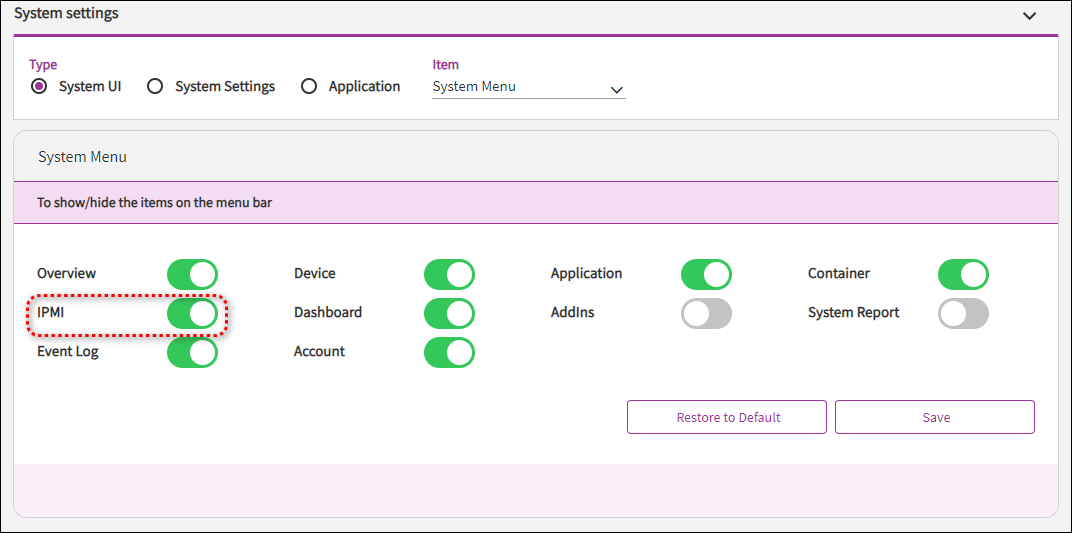 System settings
Type
Item
System UI
System Settings
Application
System Menu
System Menu
To show/hide the items on the menu bar
Overview
Device
Application
Container
IPMI
Dashboard
AddIns
System Report
Event Log
Account
Restore to Default
Save